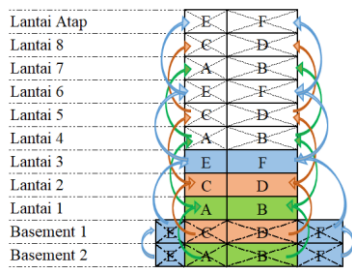 Lantai Atap E F
Lantai 8 C D
Lantai 7 A B
Lantai 6 E F
Lantai 5 C D
Lantai 4 A B
Lantai 3 E F
Lantai 2 C D
Lantai 1 A B
Basement 1 E C D F
Basement 2 E A B F